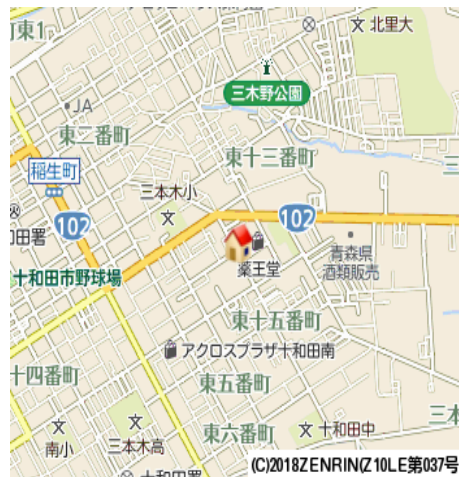 北里大
町東1
三木野公園
JA
東二番町
東十三番町
稲生町
三本木小
102
102
田署
薬王堂
青森県
酒類販売
十和田市野球場
東十五番町
アクロスプラザ十和田南
十四番町
東五番町
三本
南小
三本木高
東六番町
十和田中
十和田署
(C)2018ZENRIN(Z10LE第037号